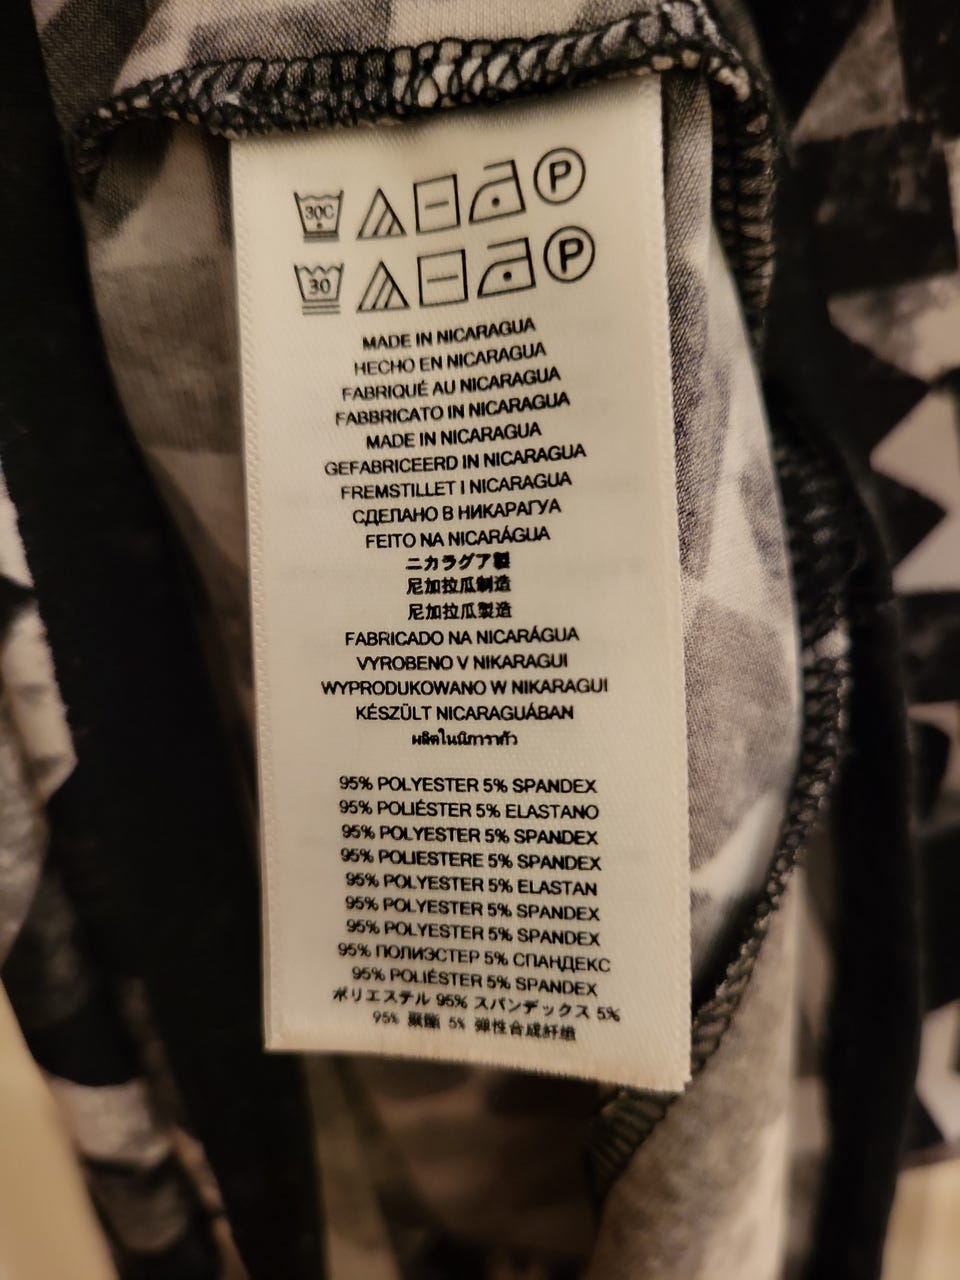 30C P
30 P
MADE IN NICARAGUA
HECHO EN NICARAGUA
FABRIQUÉ AU NICARAGUA
FABBRICATO IN NICARAGUA
MADE IN NICARAGUA
GEFABRICEERD IN NICARAGUA
FREMSTILLET I NICARAGUA
СДЕЛАНО В НИКАРАГУА
FEITO NA NICARÁGUA
ニカラグア製
尼加拉瓜制造
尼加拉瓜製造
FABRICADO NA NICARÁGUA
VYROBENO V NIKARAGUI
WYPRODUKOWANO W NIKARAGUI
KÉSZÜLT NICARAGUÁBAN
ผลิตในนิการากัว
95% POLYESTER 5% SPANDEX
95% POLIÉSTER 5% ELASTANO
95% POLYESTER 5% SPANDEX
95% POLIESTERE 5% SPANDEX
95% POLYESTER 5% ELASTAN
95% POLYESTER 5% SPANDEX
95% POLYESTER 5% SPANDEX
95% ПОЛИЭСТЕР 5% СПАНДЕКС
95% POLIÉSTER 5% SPANDEX
ポリエステル 95% スパンデックス 5%
95% 聚酯 5% 弹性合成纤维